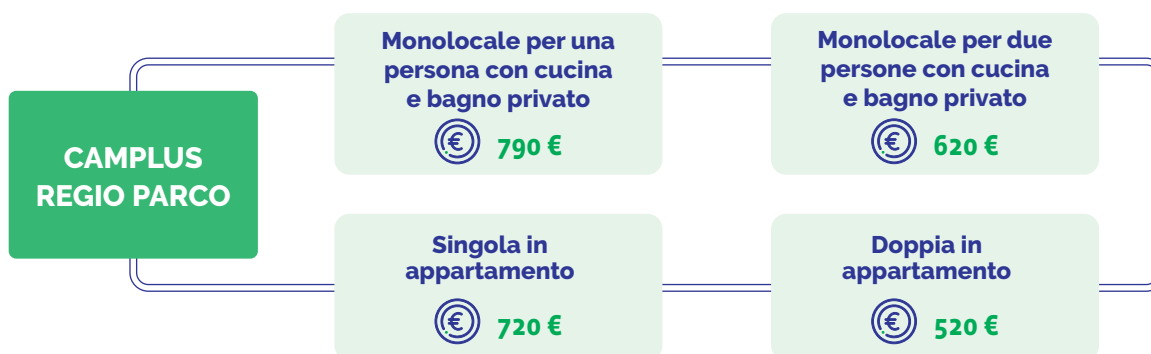 CAMPLUS
REGIO PARCO
Monolocale per una
persona con cucina
e bagno privato
€ 790 €
Monolocale per due
persone con cucina
e bagno privato
€ 620 €
Singola in
appartamento
€ 720 €
Doppia in
appartamento
€ 520 €